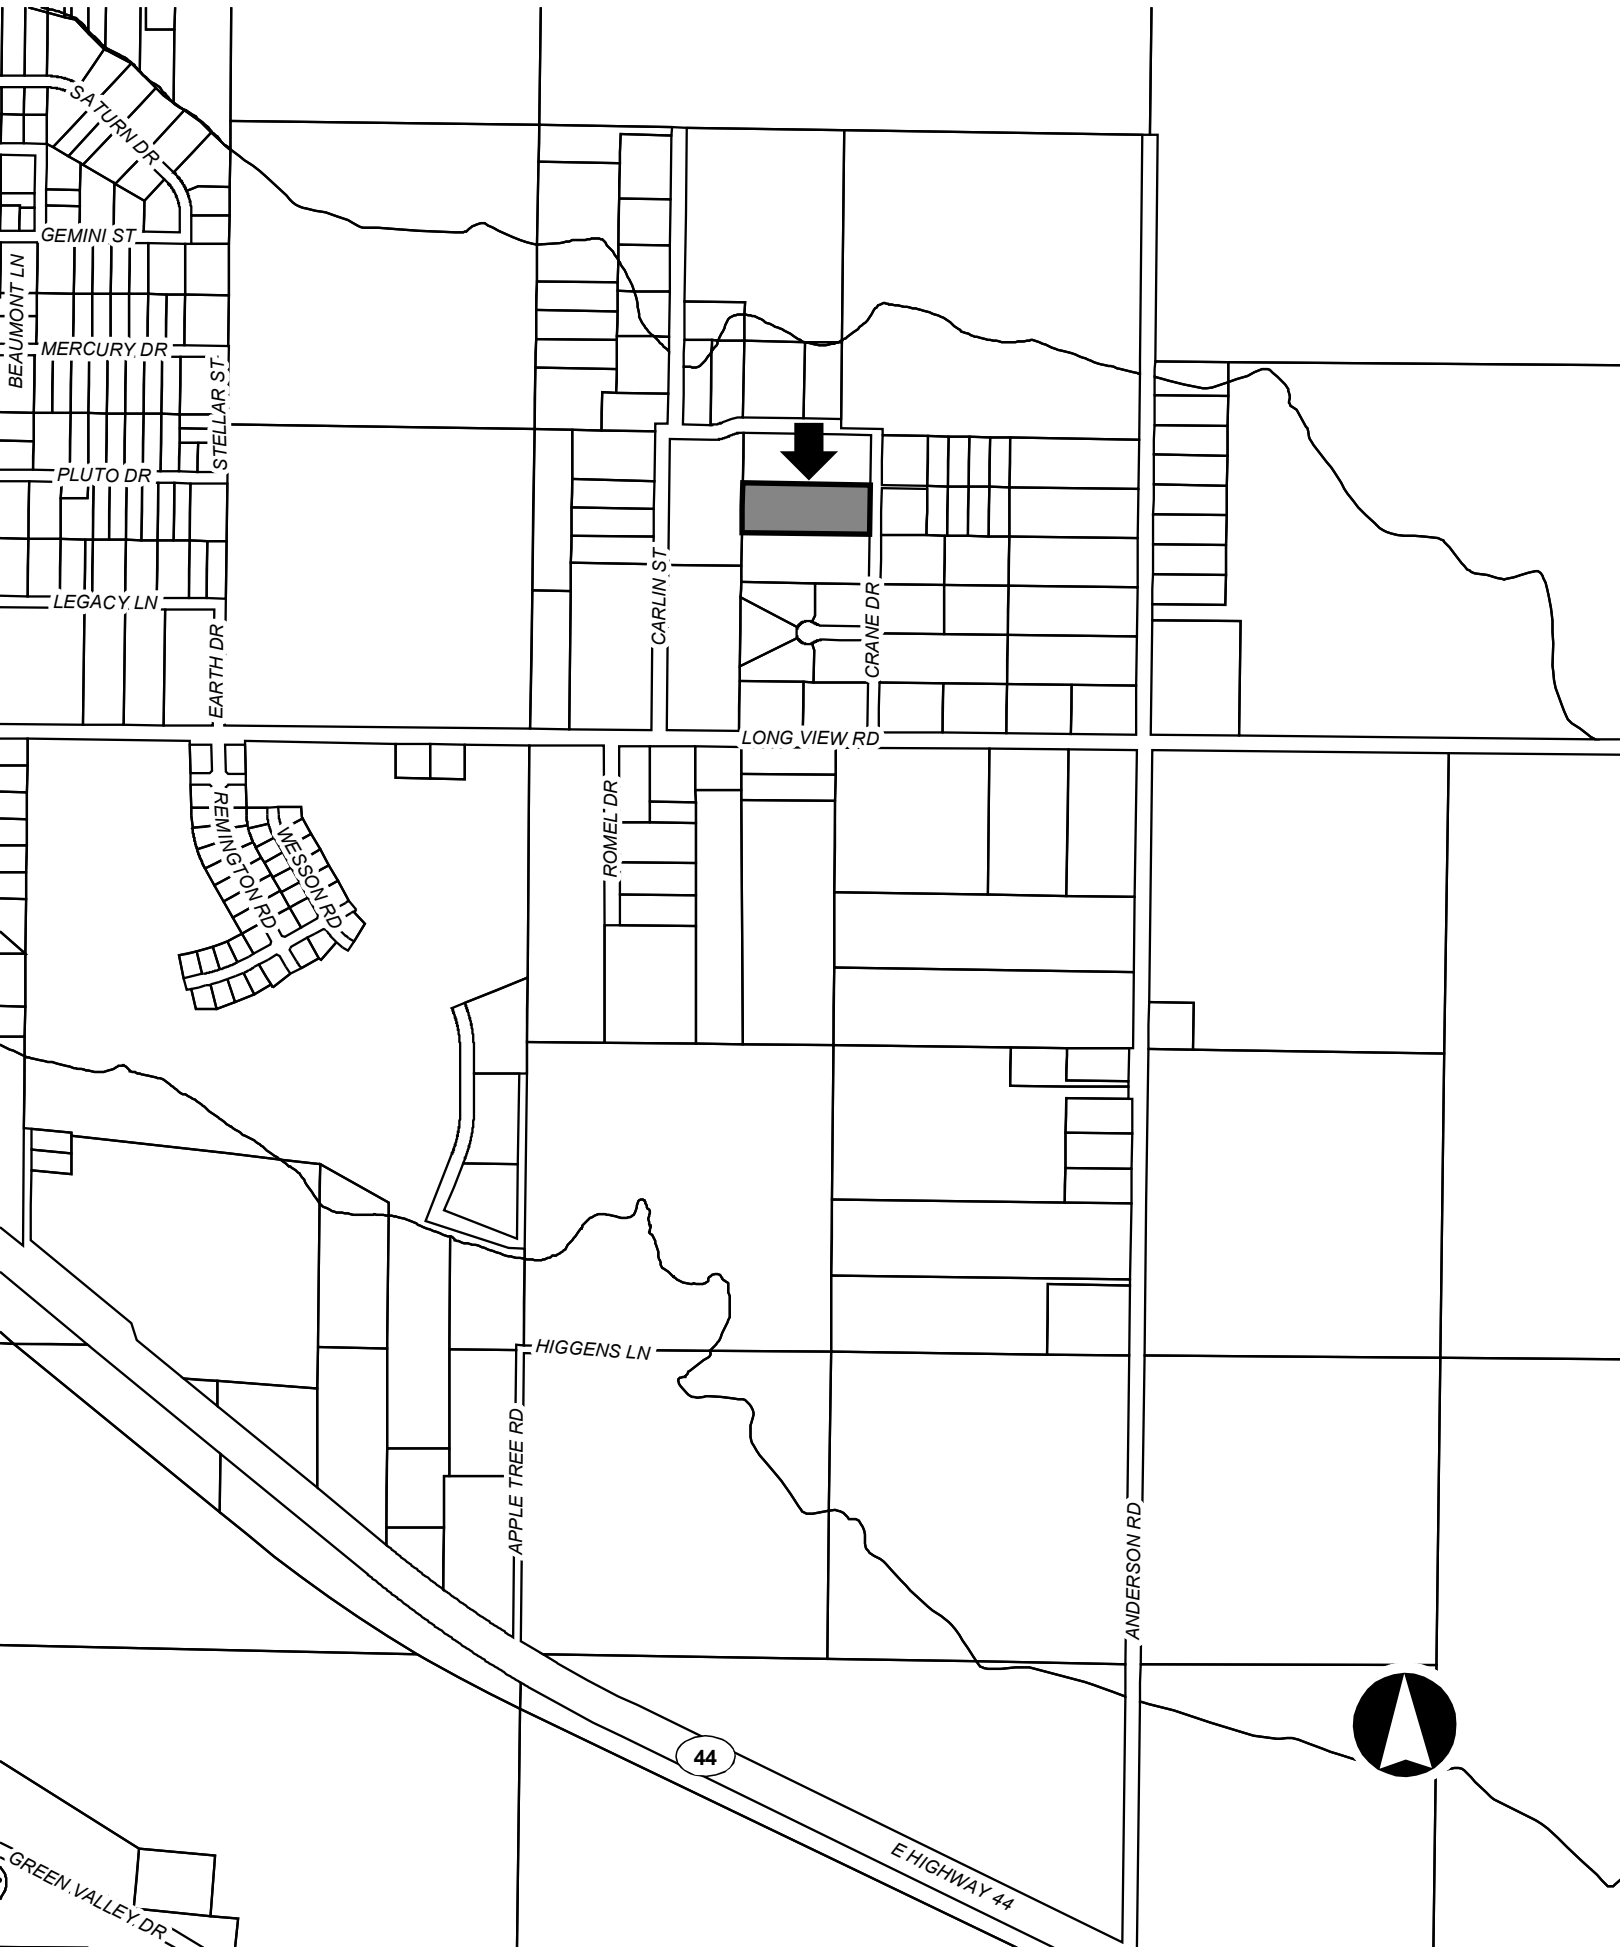 SATURN DR
GEMINI ST
BEAUMONT LN
MERCURY DR
STELLAR ST
PLUTO DR
LEGACY LN
EARTH DR
CARLIN ST
CRANE DR
LONG VIEW RD
ROMEL DR
REMINGTON RD
WESSON RD
HIGGENS LN
APPLE TREE RD
ANDERSON RD
44
E HIGHWAY 44
GREEN VALLEY DR